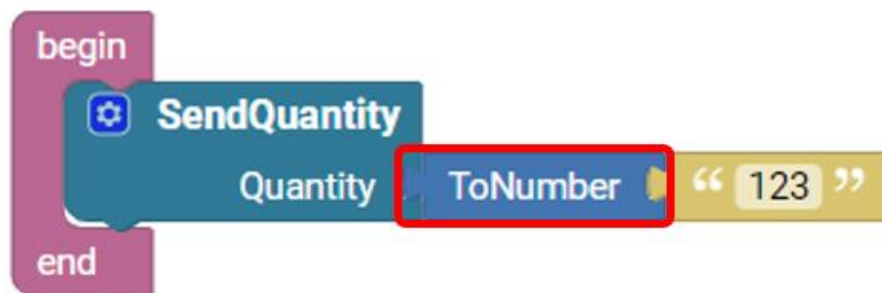 begin
SendQuantity
Quantity ToNumber “ 123 ”
end